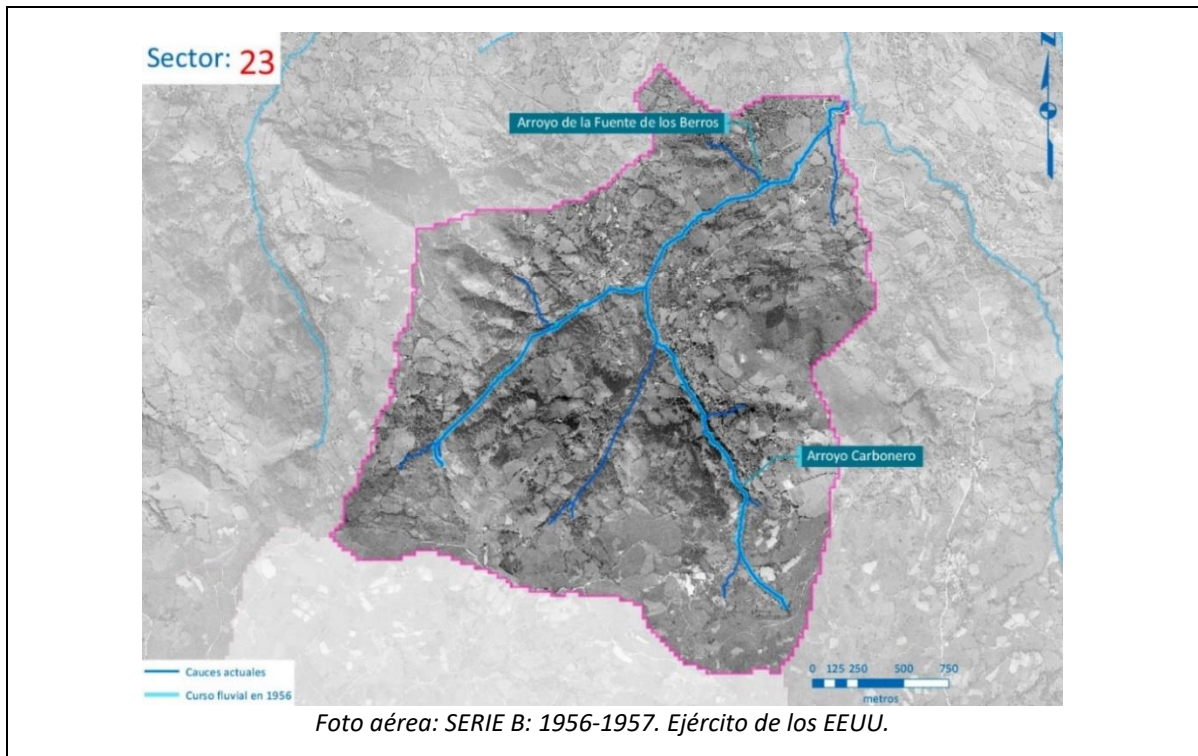 Sector: 23
N
Arroyo de la Fuente de los Berros
Arroyo Carbonero
Cauces actuales
Curso fluvial en 1956
0 125 250 500 750
metros
Foto aérea: SERIE B: 1956-1957. Ejército de los EEUU.